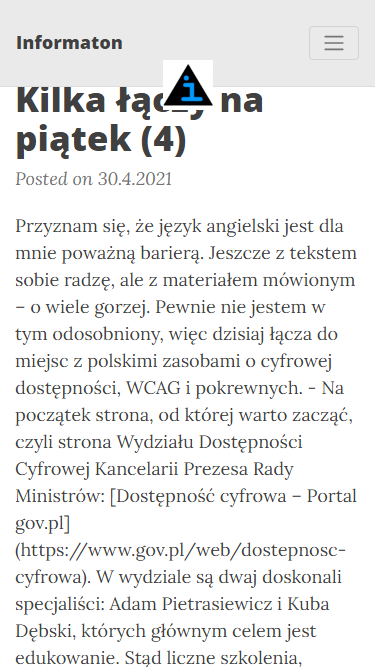 Informaton
Kilka łączy na
piątek (4)
Posted on 30.4.2021
Przyznam się, że język angielski jest dla
mnie poważną barierą. Jeszcze z tekstem
sobie radzę, ale z materiałem mówionym
– o wiele gorzej. Pewnie nie jestem w
tym odosobniony, więc dzisiaj łącza do
miejsc z polskimi zasobami o cyfrowej
dostępności, WCAG i pokrewnych. - Na
początek strona, od której warto zacząć,
czyli strona Wydziału Dostępności
Cyfrowej Kancelarii Prezesa Rady
Ministrów: [Dostępność cyfrowa – Portal
gov.pl]
(https://www.gov.pl/web/dostepnosc-
cyfrowa). W wydziale są dwaj doskonali
specjaliści: Adam Pietrasiewicz i Kuba
Dębski, których głównym celem jest
edukowanie. Stąd liczne szkolenia,